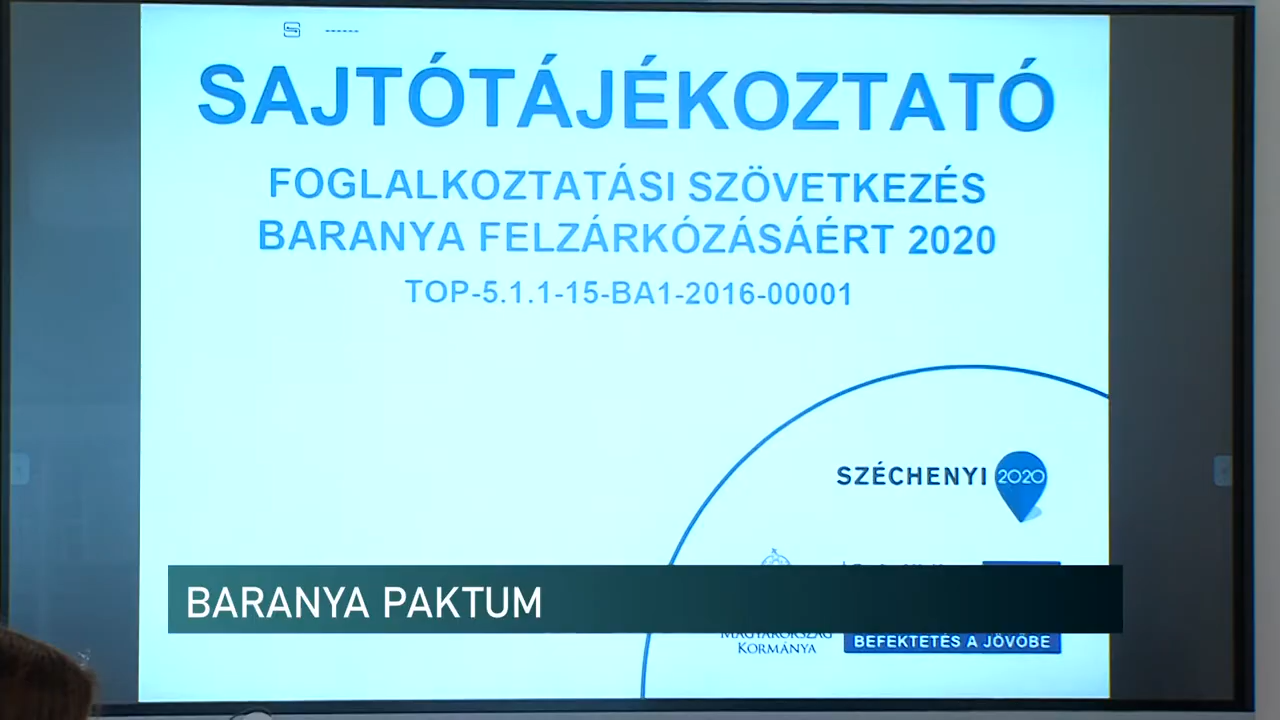 SAJTÓTÁJÉKOZTATÓ
FOGLALKOZTATÁSI SZÖVETKEZÉS
BARANYA FELZÁRKÓZÁSÁÉRT 2020
TOP-5.1.1-15-BA1-2016-00001
SZÉCHENYI 2020
BARANYA PAKTUM
MAGYARORSZÁG
KORMÁNYA
BEFEKTETÉS A JÖVŐBE